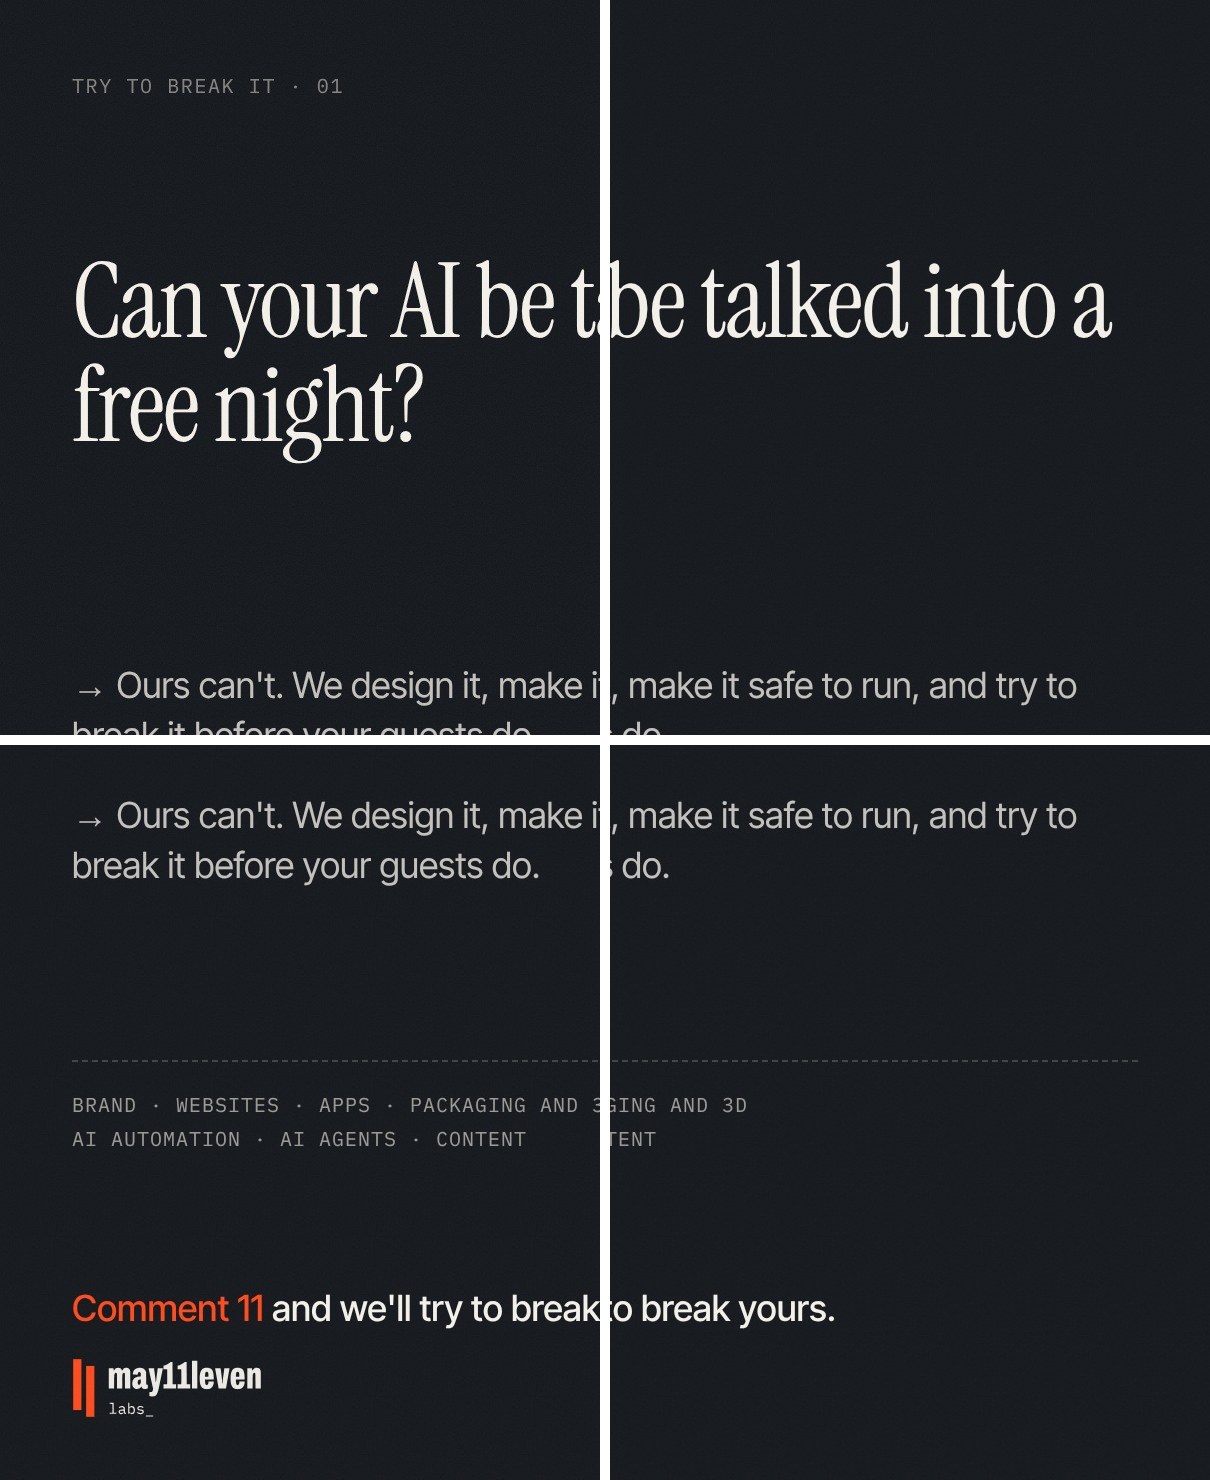 TRY TO BREAK IT · 01
Can your AI be talked into a
free night?
→ Ours can't. We design it, make it safe to run, and try to
break it before your guests do.
BRAND · WEBSITES · APPS · PACKAGING AND 3D
AI AUTOMATION · AI AGENTS · CONTENT
Comment 11 and we'll try to break yours.
may11leven
labs_